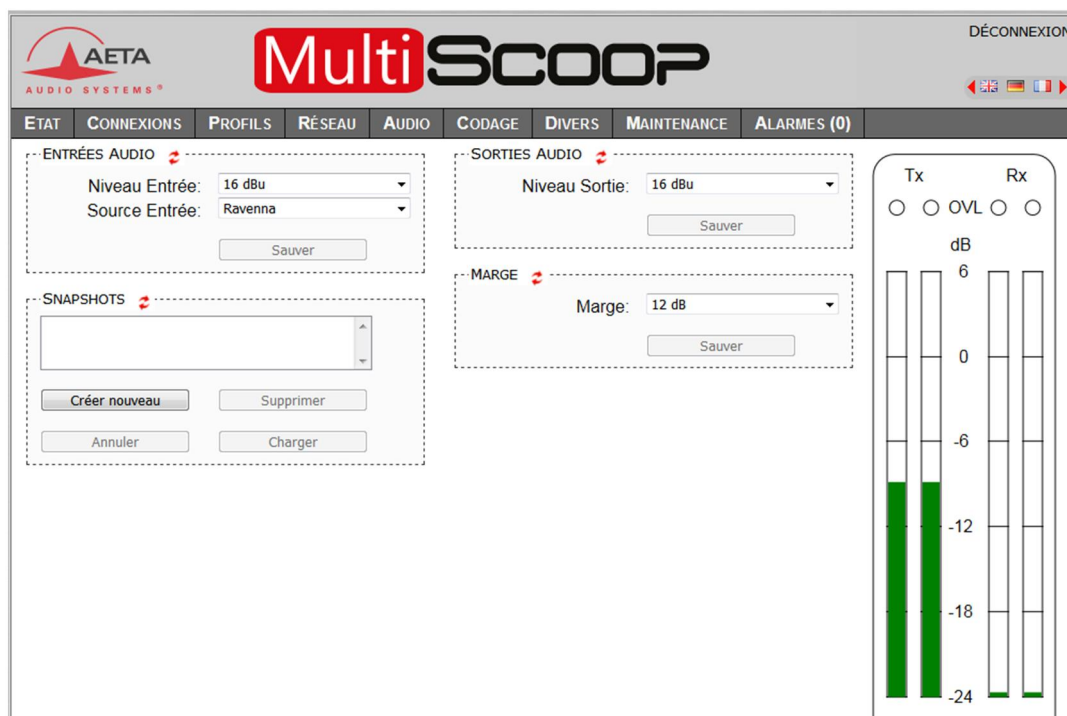 AETA
AUDIO SYSTEMS®
MultiScoop
DÉCONNEXION
ETAT CONNEXIONS PROFILS RÉSEAU AUDIO CODAGE DIVERS MAINTENANCE ALARMES (0)
ENTRÉES AUDIO
Niveau Entrée: 16 dBu
Source Entrée: Ravenna
Sauver
SNAPSHOTS
Créer nouveau Supprimer
Annuler Charger
SORTIES AUDIO
Niveau Sortie: 16 dBu
Sauver
MARGE
Marge: 12 dB
Sauver
Tx Rx
OVL
dB
6
0
-6
-12
-18
-24